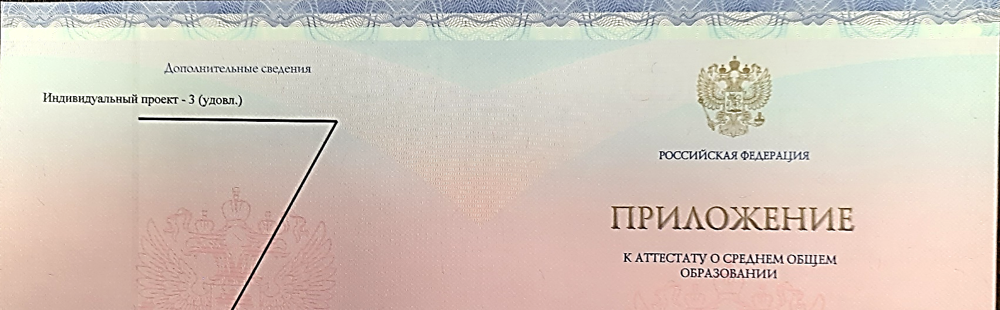 Дополнительные сведения
Индивидуальный проект - 3 (удовл.)
РОССИЙСКАЯ ФЕДЕРАЦИЯ
ПРИЛОЖЕНИЕ
К АТТЕСТАТУ О СРЕДНЕМ ОБЩЕМ
ОБРАЗОВАНИИ